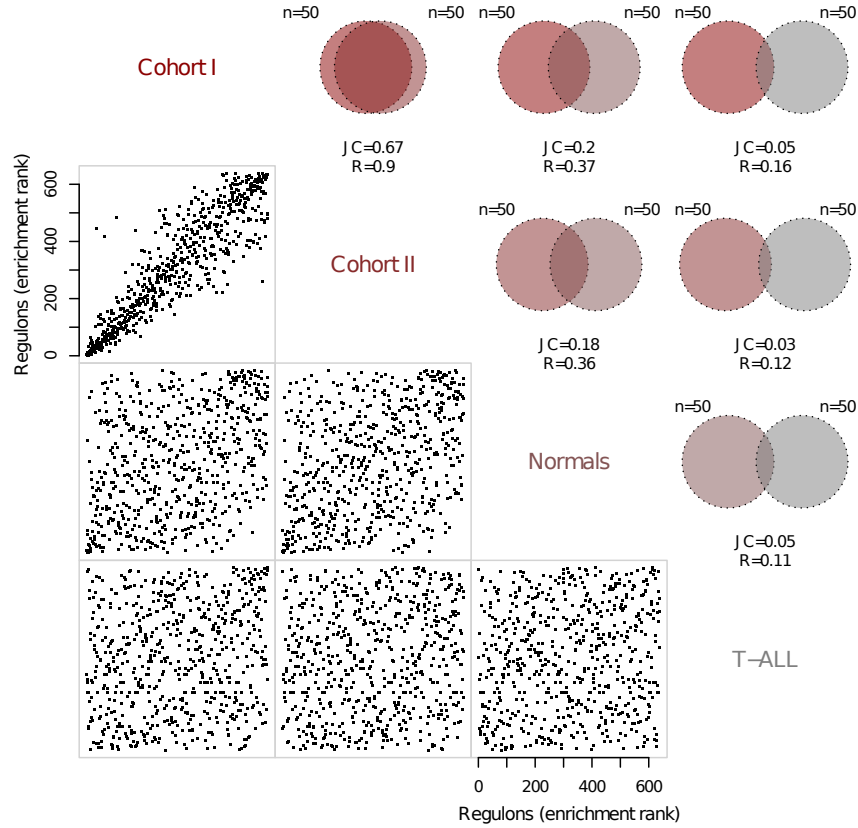 n=50 n=50 n=50 n=50 n=50 n=50
Cohort I
JC=0.67 JC=0.2 JC=0.05
R=0.9 R=0.37 R=0.16
Regulons (enrichment rank)
600
400
200
0
n=50 n=50 n=50 n=50
Cohort II
JC=0.18 JC=0.03
R=0.36 R=0.12
n=50 n=50
Normals
JC=0.05
R=0.11
T−ALL
0 200 400 600
Regulons (enrichment rank)